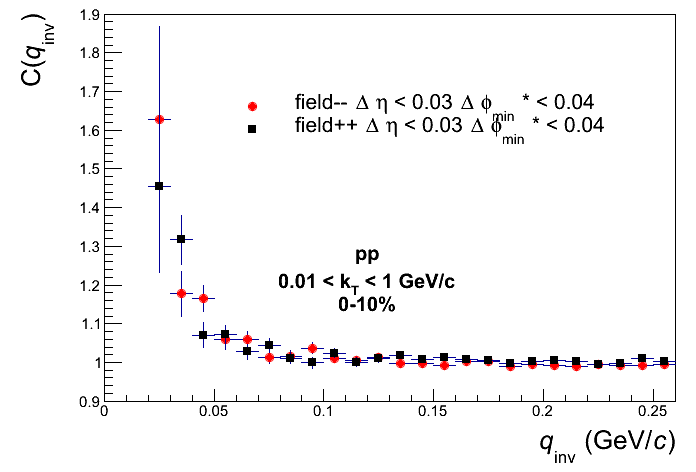 C(q_inv)
1.9
1.8
1.7
1.6
1.5
1.4
1.3
1.2
1.1
1
0.9
field-- Δ η < 0.03 Δ ϕ_min * < 0.04
field++ Δ η < 0.03 Δ ϕ_min * < 0.04
pp
0.01 < k_T < 1 GeV/c
0-10%
0 0.05 0.1 0.15 0.2 0.25
q_inv (GeV/c)